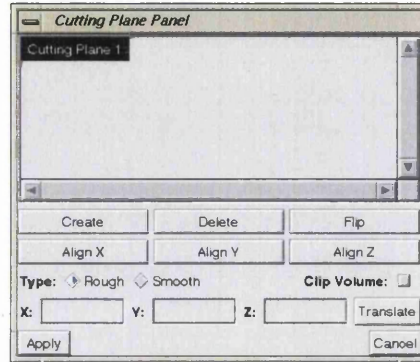 Cutting Plane Panel
Cutting Plane 1
Create Delete Flip
Align X Align Y Align Z
Type: Rough Smooth Clip Volume:
X: Y: Z: Translate
Apply Cancel